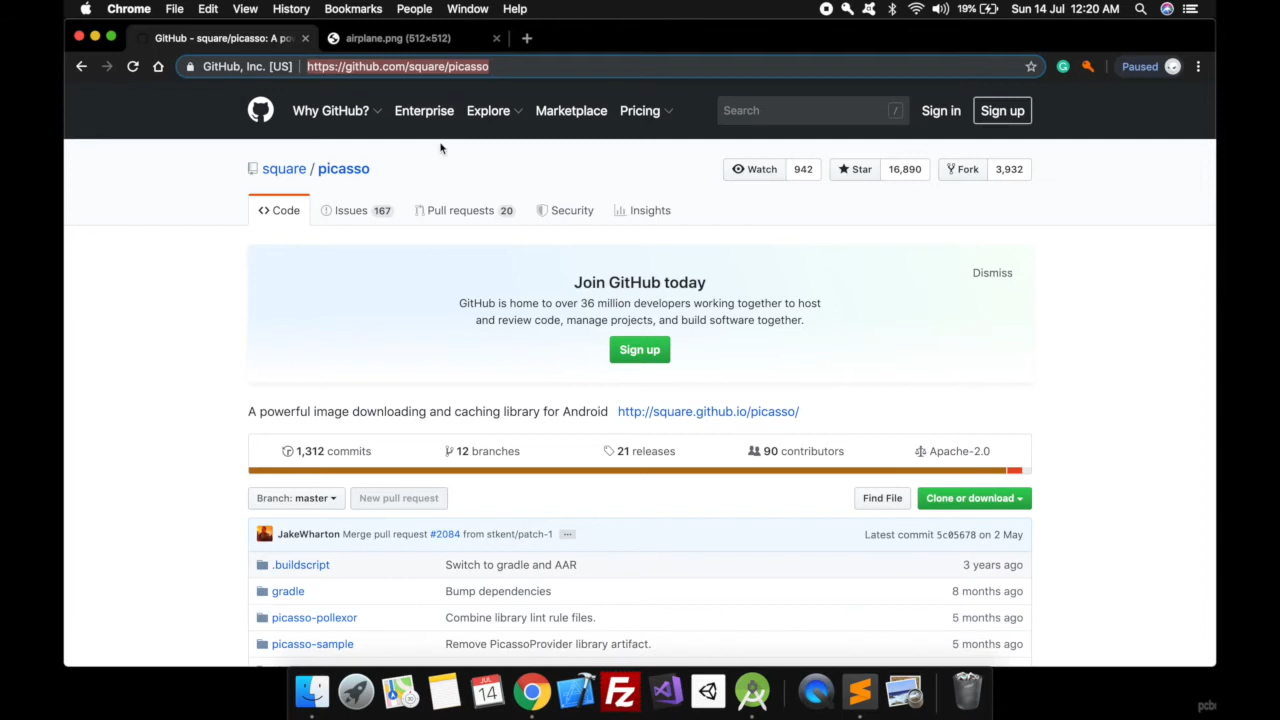 Chrome File Edit View History Bookmarks People Window Help 19% Sun 14 Jul 12:20 AM
GitHub - square/picasso: A po airplane.png (512×512)
GitHub, Inc. [US] https://github.com/square/picasso Paused
Why GitHub? Enterprise Explore Marketplace Pricing Search / Sign in Sign up
square / picasso Watch 942 Star 16,890 Fork 3,932
Code Issues 167 Pull requests 20 Security Insights
Join GitHub today Dismiss
GitHub is home to over 36 million developers working together to host
and review code, manage projects, and build software together.
Sign up
A powerful image downloading and caching library for Android http://square.github.io/picasso/
1,312 commits 12 branches 21 releases 90 contributors Apache-2.0
Branch: master New pull request Find File Clone or download
JakeWharton Merge pull request #2084 from stkent/patch-1 ... Latest commit 5c05678 on 2 May
.buildscript Switch to gradle and AAR 3 years ago
gradle Bump dependencies 8 months ago
picasso-pollexor Combine library lint rule files. 5 months ago
picasso-sample Remove PicassoProvider library artifact. 5 months ago
JUL
14
FZ